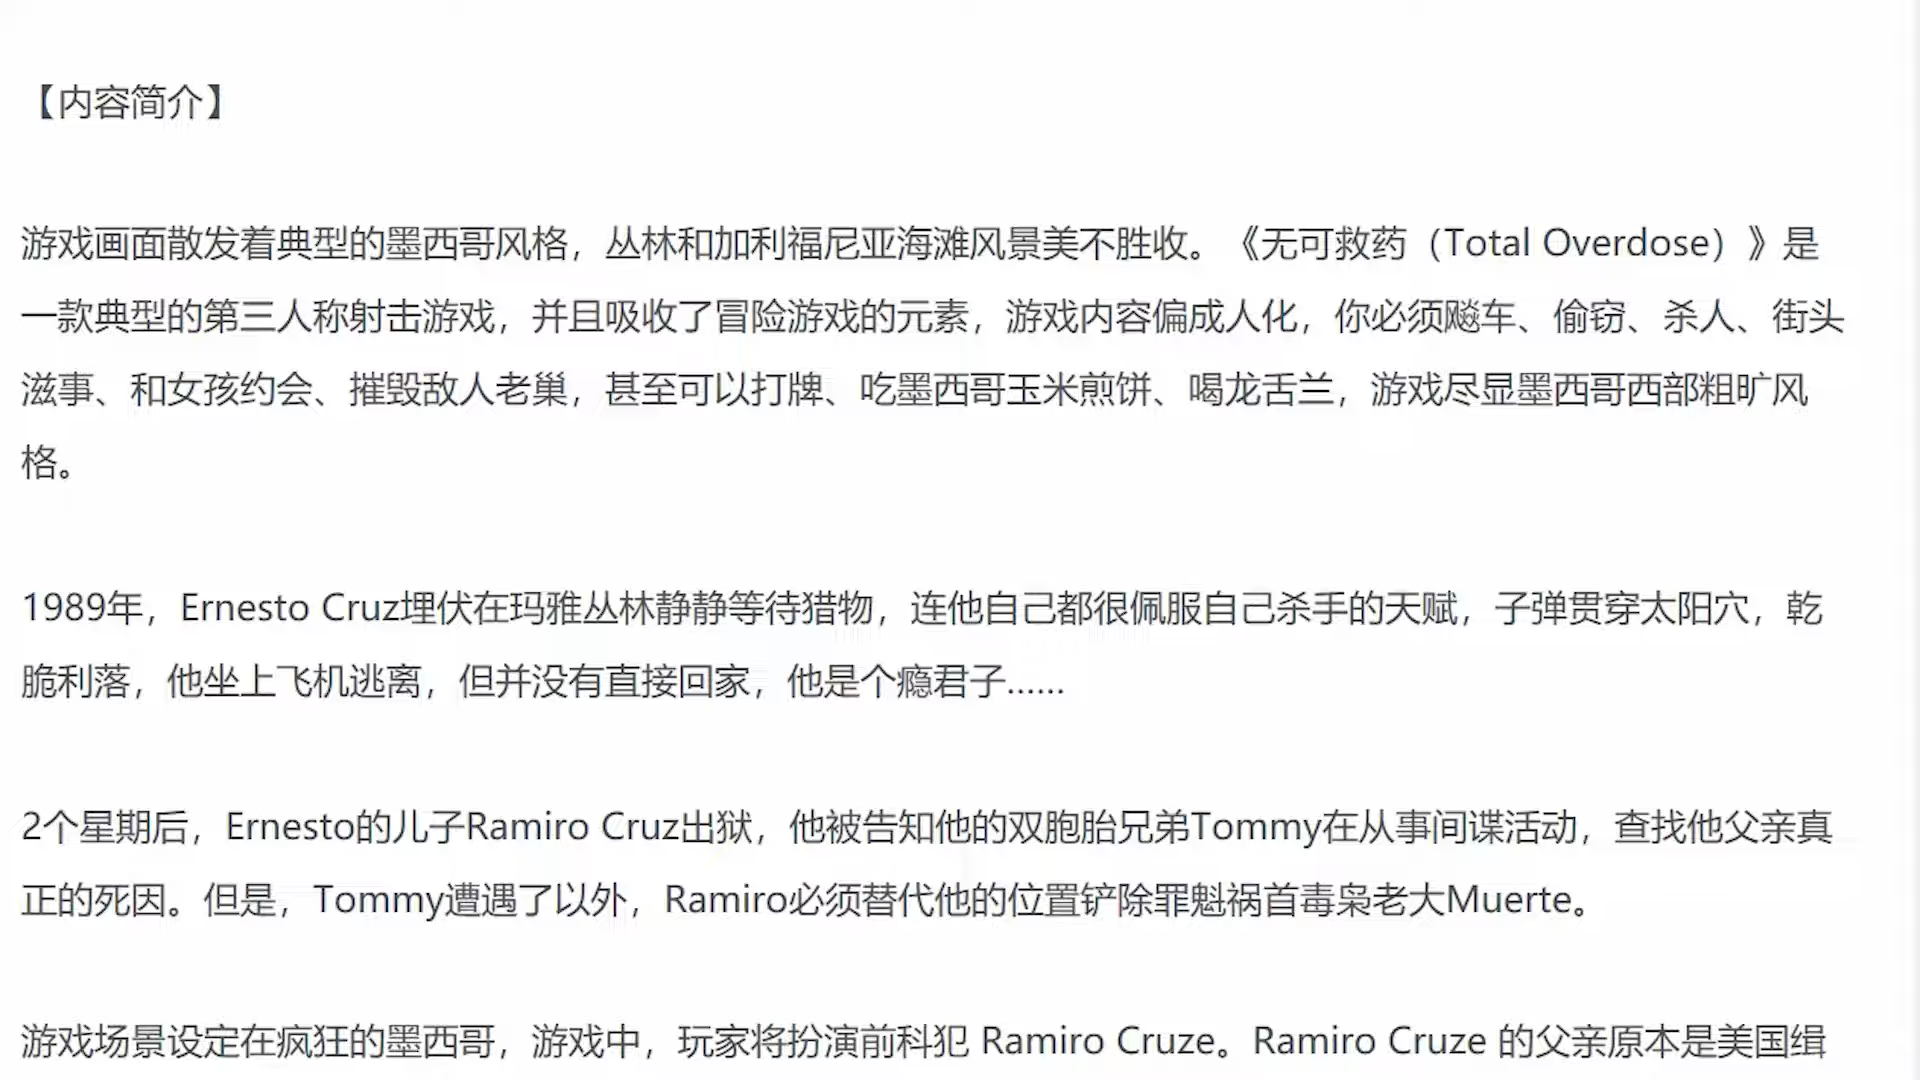 【内容简介】
游戏画面散发着典型的墨西哥风格，丛林和加利福尼亚海滩风景美不胜收。《无可救药（Total Overdose）》是
一款典型的第三人称射击游戏，并且吸收了冒险游戏的元素，游戏内容偏成人化，你必须飚车、偷窃、杀人、街头
滋事、和女孩约会、摧毁敌人老巢，甚至可以打牌、吃墨西哥玉米煎饼、喝龙舌兰，游戏尽显墨西哥西部粗旷风
格。
1989年，Ernesto Cruz埋伏在玛雅丛林静静等待猎物，连他自己都很佩服自己杀手的天赋，子弹贯穿太阳穴，乾
脆利落，他坐上飞机逃离，但并没有直接回家，他是个瘾君子......
2个星期后，Ernesto的儿子Ramiro Cruz出狱，他被告知他的双胞胎兄弟Tommy在从事间谍活动，查找他父亲真
正的死因。但是，Tommy遭遇了以外，Ramiro必须替代他的位置铲除罪魁祸首毒枭老大Muerte。
游戏场景设定在疯狂的墨西哥，游戏中，玩家将扮演前科犯 Ramiro Cruze。Ramiro Cruze 的父亲原本是美国缉